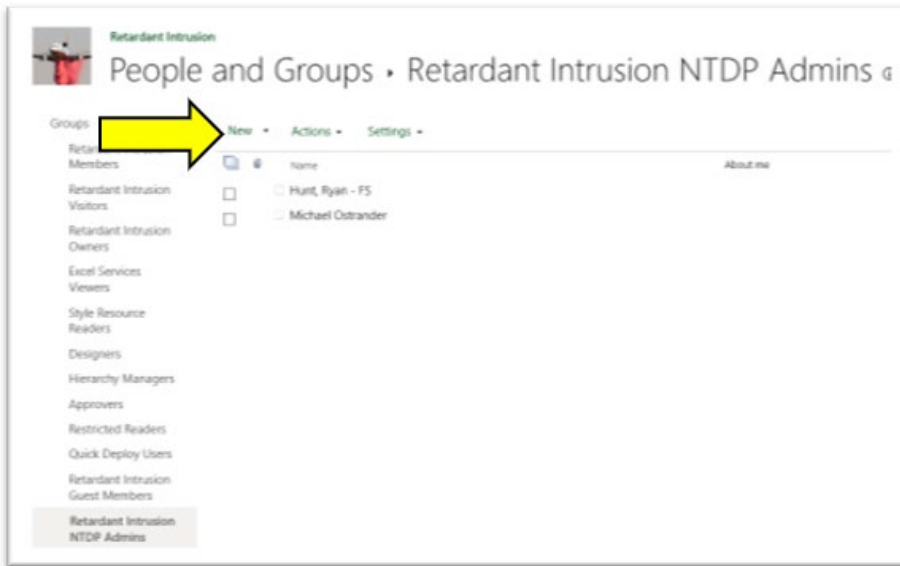 Retardant Intrusion
People and Groups › Retardant Intrusion NTDP Admins
New Actions Settings
Groups
Members
Name About me
Hunt, Ryan - FS
Michael Ostrander
Retardant Intrusion
Visitors
Retardant Intrusion
Owners
Excel Services
Viewers
Style Resource
Readers
Designers
Hierarchy Managers
Approvers
Restricted Readers
Quick Deploy Users
Retardant Intrusion
Guest Members
Retardant Intrusion
NTDP Admins